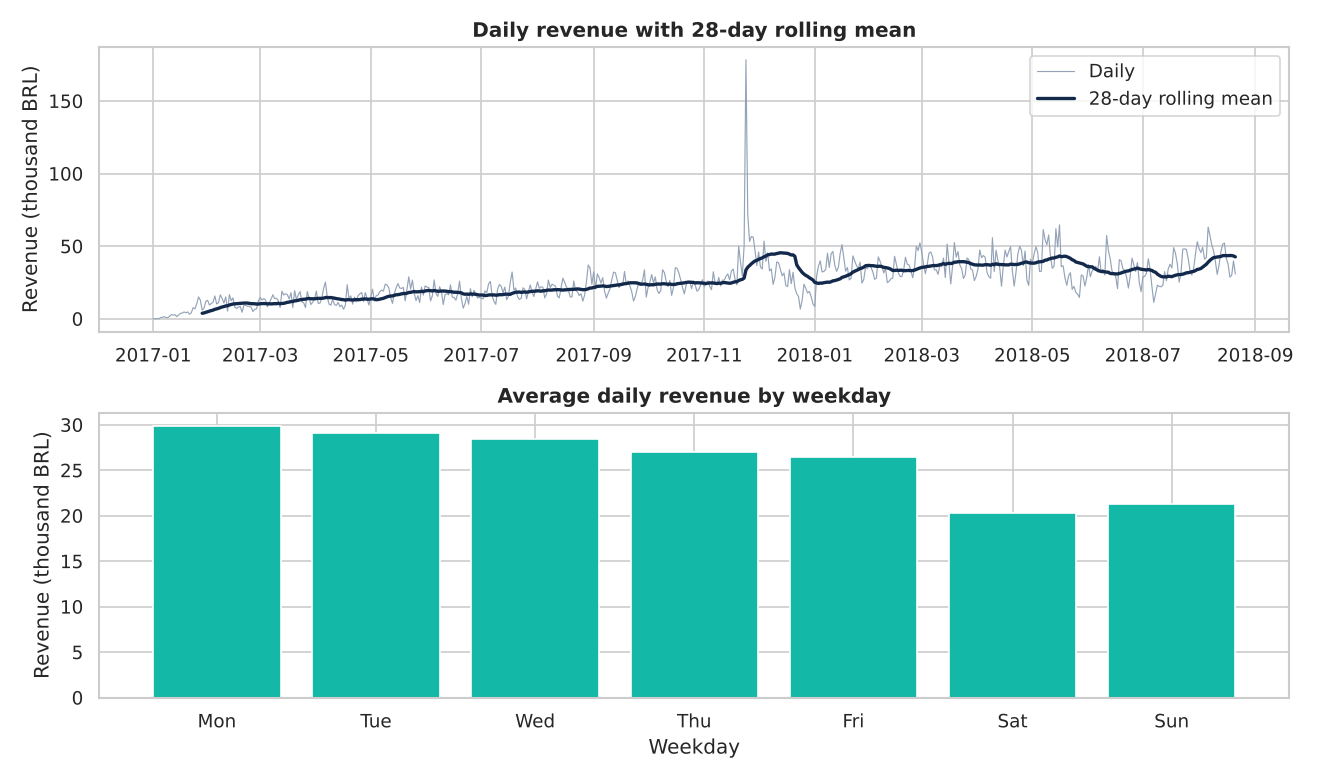 Daily revenue with 28-day rolling mean
Revenue (thousand BRL)
150
100
50
0
Daily
28-day rolling mean
2017-01 2017-03 2017-05 2017-07 2017-09 2017-11 2018-01 2018-03 2018-05 2018-07 2018-09
Average daily revenue by weekday
Revenue (thousand BRL)
30
25
20
15
10
5
0
Mon Tue Wed Thu Fri Sat Sun
Weekday